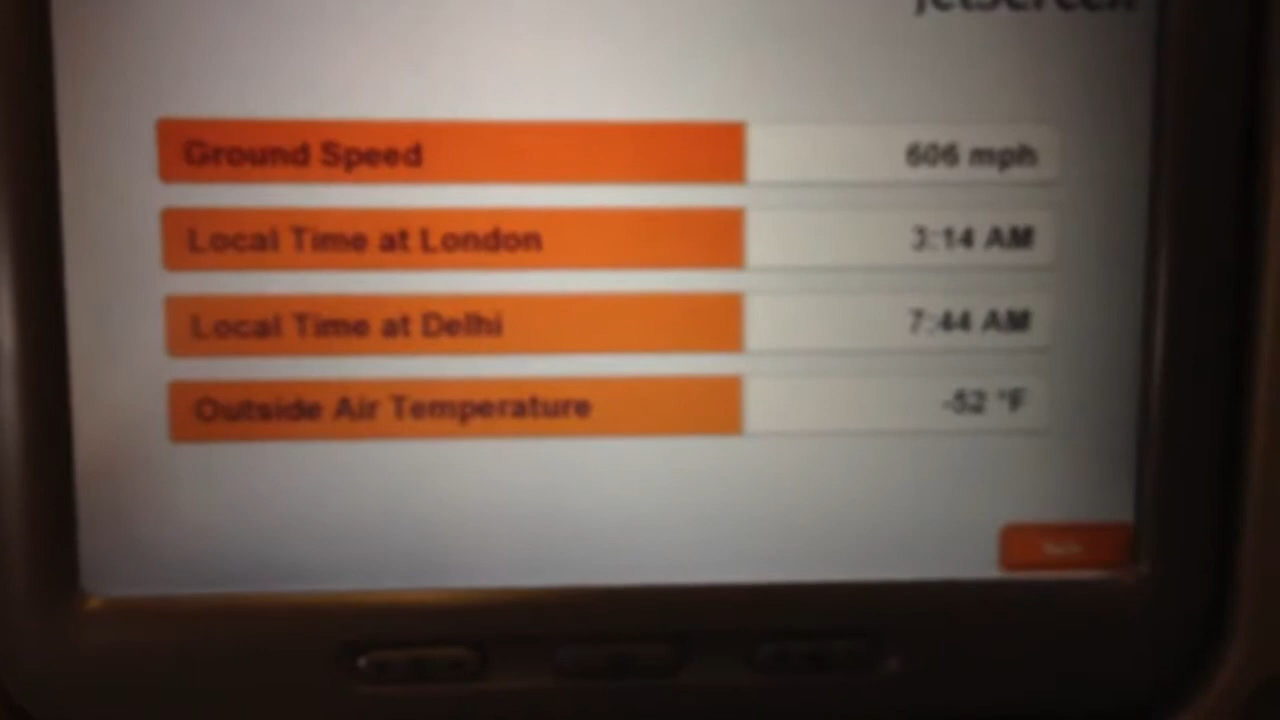 JetScreen
Ground Speed 606 mph
Local Time at London 3:14 AM
Local Time at Delhi 7:44 AM
Outside Air Temperature -52 °F